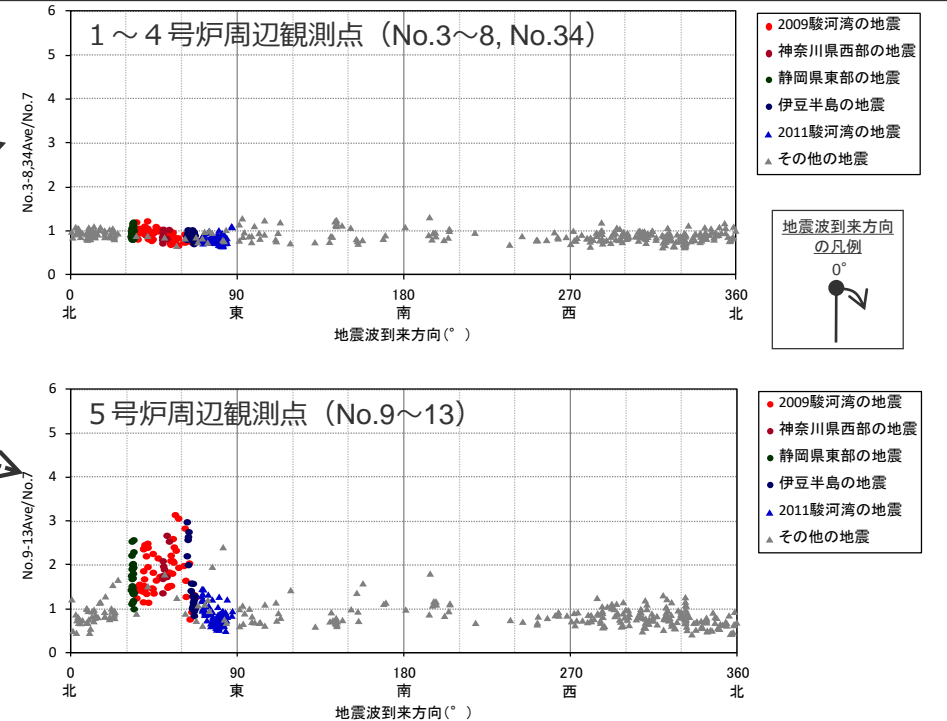 1～4号炉周辺観測点（No.3～8, No.34）
No.3-8,34Ave/No.7
6
5
4
3
2
1
0
0 90 180 270 360
北 東 南 西 北
地震波到来方向(°)
2009駿河湾の地震
神奈川県西部の地震
静岡県東部の地震
伊豆半島の地震
2011駿河湾の地震
その他の地震
地震波到来方向
の凡例
0°
5号炉周辺観測点（No.9～13）
No.9-13Ave/No.7
6
5
4
3
2
1
0
0 90 180 270 360
北 東 南 西 北
地震波到来方向(°)
2009駿河湾の地震
神奈川県西部の地震
静岡県東部の地震
伊豆半島の地震
2011駿河湾の地震
その他の地震